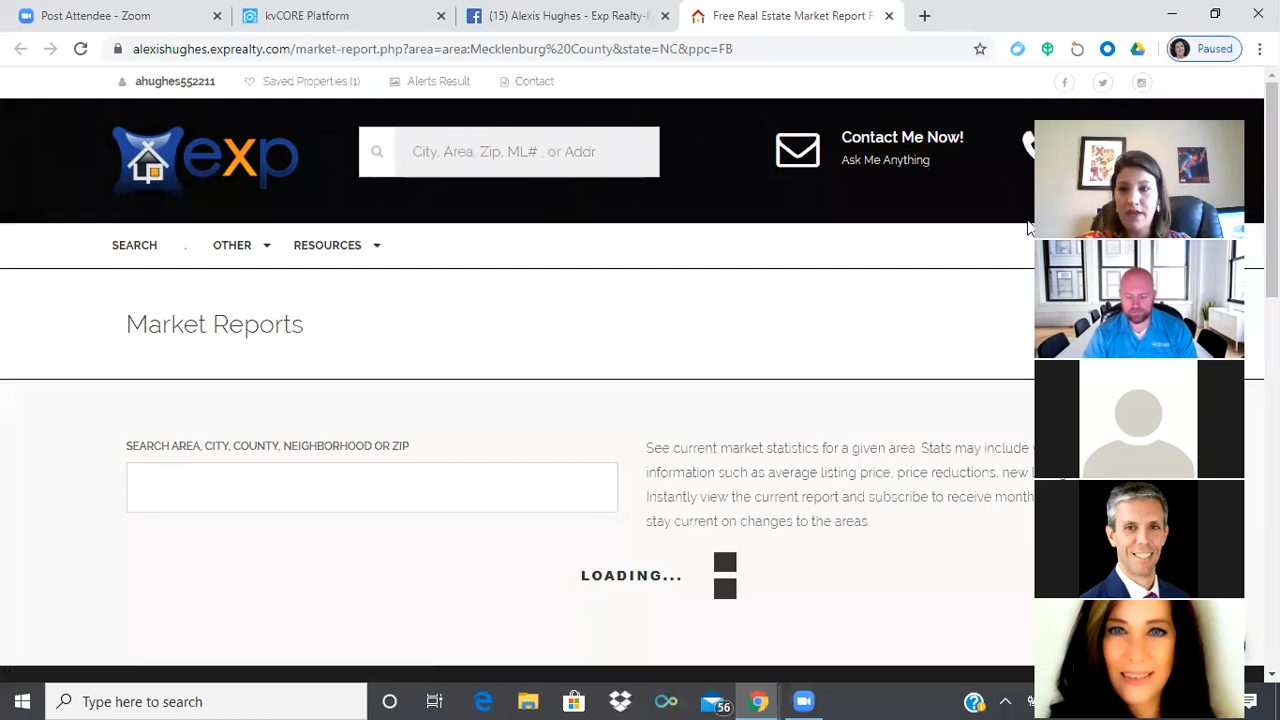 Post Attendee - Zoom
kvCORE Platform
(15) Alexis Hughes - Exp Realty-
Free Real Estate Market Report F
alexishughes.exprealty.com/market-report.php?area=area:Mecklenburg%20County&state=NC&ppc=FB
Paused
ahughes552211
Saved Properties (1)
Alerts Result
Contact
exp
City, Area, Zip, ML# , or Addr
Contact Me Now!
Ask Me Anything
SEARCH
OTHER
RESOURCES
Market Reports
SEARCH AREA, CITY, COUNTY, NEIGHBORHOOD OR ZIP
See current market statistics for a given area. Stats may include
information such as average listing price, price reductions, new
Instantly view the current report and subscribe to receive month
stay current on changes to the areas.
LOADING...
Type here to search
56